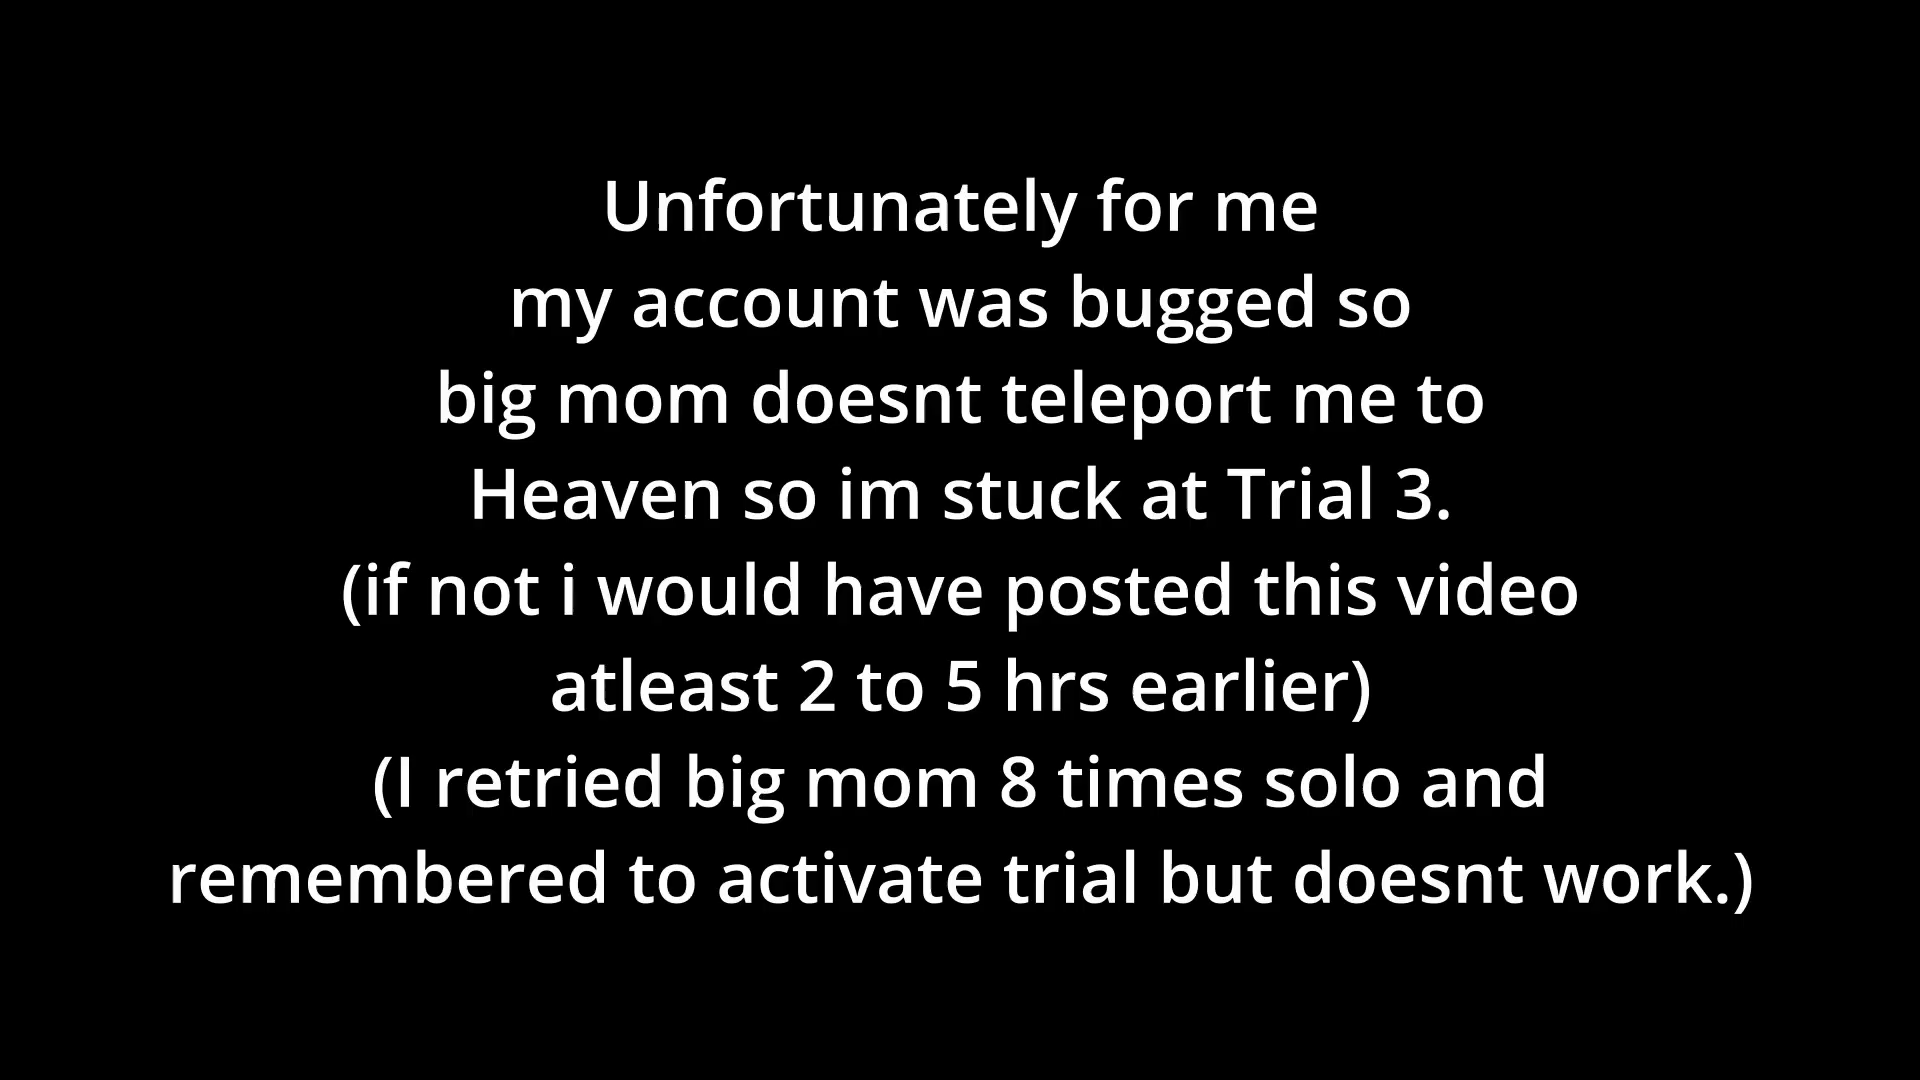 Unfortunately for me
my account was bugged so
big mom doesnt teleport me to
Heaven so im stuck at Trial 3.
(if not i would have posted this video
atleast 2 to 5 hrs earlier)
(I retried big mom 8 times solo and
remembered to activate trial but doesnt work.)